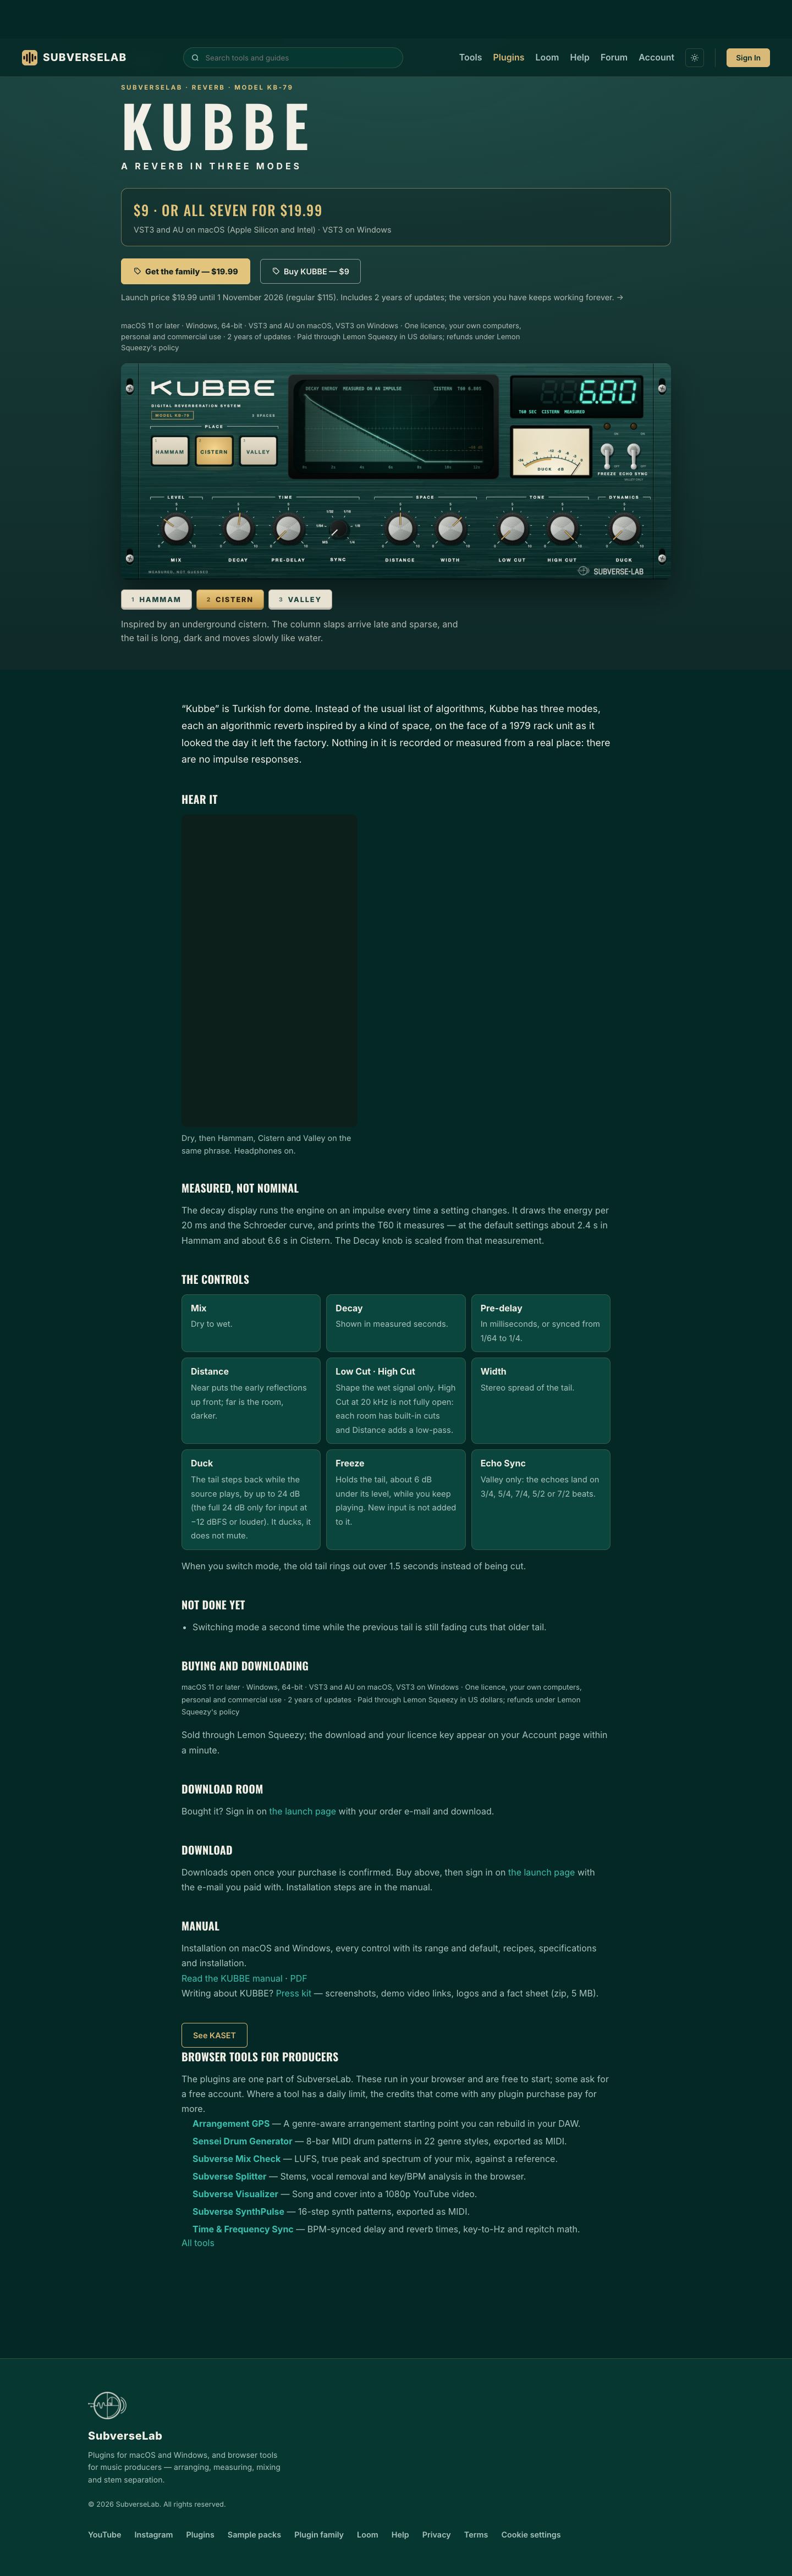 SUBVERSELAB
Search tools and guides
Tools Plugins Loom Help Forum Account
Sign In
SUBVERSELAB · REVERB · MODEL KB-79
KUBBE
A REVERB IN THREE MODES
$9 · OR ALL SEVEN FOR $19.99
VST3 and AU on macOS (Apple Silicon and Intel) · VST3 on Windows
Get the family — $19.99
Buy KUBBE — $9
Launch price $19.99 until 1 November 2026 (regular $115). Includes 2 years of updates; the version you have keeps working forever. →
macOS 11 or later · Windows, 64-bit · VST3 and AU on macOS, VST3 on Windows · One licence, your own computers,
personal and commercial use · 2 years of updates · Paid through Lemon Squeezy in US dollars; refunds under Lemon
Squeezy's policy
KUBBE
DIGITAL REVERBERATION SYSTEM
MODEL KB-79
3 SPACES
PLACE
HAMMAM CISTERN VALLEY
DECAY ENERGY MEASURED ON AN IMPULSE
6.80
T60 SEC CISTERN MEASURED
DUCK dB
FREEZE ECHO SYNC
LEVEL TIME SPACE TONE DYNAMICS
MIX DECAY PRE-DELAY SYNC DISTANCE WIDTH LOW CUT HIGH CUT DUCK
MEASURED, NOT GUESSED
SUBVERSE-LAB
1 HAMMAM
2 CISTERN
3 VALLEY
Inspired by an underground cistern. The column slaps arrive late and sparse, and
the tail is long, dark and moves slowly like water.
“Kubbe” is Turkish for dome. Instead of the usual list of algorithms, Kubbe has three modes,
each an algorithmic reverb inspired by a kind of space, on the face of a 1979 rack unit as it
looked the day it left the factory. Nothing in it is recorded or measured from a real place: there
are no impulse responses.
HEAR IT
Dry, then Hammam, Cistern and Valley on the
same phrase. Headphones on.
MEASURED, NOT NOMINAL
The decay display runs the engine on an impulse every time a setting changes. It draws the energy per
20 ms and the Schroeder curve, and prints the T60 it measures — at the default settings about 2.4 s in
Hammam and about 6.6 s in Cistern. The Decay knob is scaled from that measurement.
THE CONTROLS
Mix
Dry to wet.
Decay
Shown in measured seconds.
Pre-delay
In milliseconds, or synced from
1/64 to 1/4.
Distance
Near puts the early reflections
up front; far is the room,
darker.
Low Cut · High Cut
Shape the wet signal only. High
Cut at 20 kHz is not fully open:
each room has built-in cuts
and Distance adds a low-pass.
Width
Stereo spread of the tail.
Duck
The tail steps back while the
source plays, by up to 24 dB
(the full 24 dB only for input at
−12 dBFS or louder). It ducks, it
does not mute.
Freeze
Holds the tail, about 6 dB
under its level, while you keep
playing. New input is not added
to it.
Echo Sync
Valley only: the echoes land on
3/4, 5/4, 7/4, 5/2 or 7/2 beats.
When you switch mode, the old tail rings out over 1.5 seconds instead of being cut.
NOT DONE YET
• Switching mode a second time while the previous tail is still fading cuts that older tail.
BUYING AND DOWNLOADING
macOS 11 or later · Windows, 64-bit · VST3 and AU on macOS, VST3 on Windows · One licence, your own computers,
personal and commercial use · 2 years of updates · Paid through Lemon Squeezy in US dollars; refunds under Lemon
Squeezy's policy
Sold through Lemon Squeezy; the download and your licence key appear on your Account page within
a minute.
DOWNLOAD ROOM
Bought it? Sign in on the launch page with your order e-mail and download.
DOWNLOAD
Downloads open once your purchase is confirmed. Buy above, then sign in on the launch page with
the e-mail you paid with. Installation steps are in the manual.
MANUAL
Installation on macOS and Windows, every control with its range and default, recipes, specifications
and installation.
Read the KUBBE manual · PDF
Writing about KUBBE? Press kit — screenshots, demo video links, logos and a fact sheet (zip, 5 MB).
See KASET
BROWSER TOOLS FOR PRODUCERS
The plugins are one part of SubverseLab. These run in your browser and are free to start; some ask for
a free account. Where a tool has a daily limit, the credits that come with any plugin purchase pay for
more.
Arrangement GPS — A genre-aware arrangement starting point you can rebuild in your DAW.
Sensei Drum Generator — 8-bar MIDI drum patterns in 22 genre styles, exported as MIDI.
Subverse Mix Check — LUFS, true peak and spectrum of your mix, against a reference.
Subverse Splitter — Stems, vocal removal and key/BPM analysis in the browser.
Subverse Visualizer — Song and cover into a 1080p YouTube video.
Subverse SynthPulse — 16-step synth patterns, exported as MIDI.
Time & Frequency Sync — BPM-synced delay and reverb times, key-to-Hz and repitch math.
All tools
SubverseLab
Plugins for macOS and Windows, and browser tools
for music producers — arranging, measuring, mixing
and stem separation.
© 2026 SubverseLab. All rights reserved.
YouTube Instagram Plugins Sample packs Plugin family Loom Help Privacy Terms Cookie settings